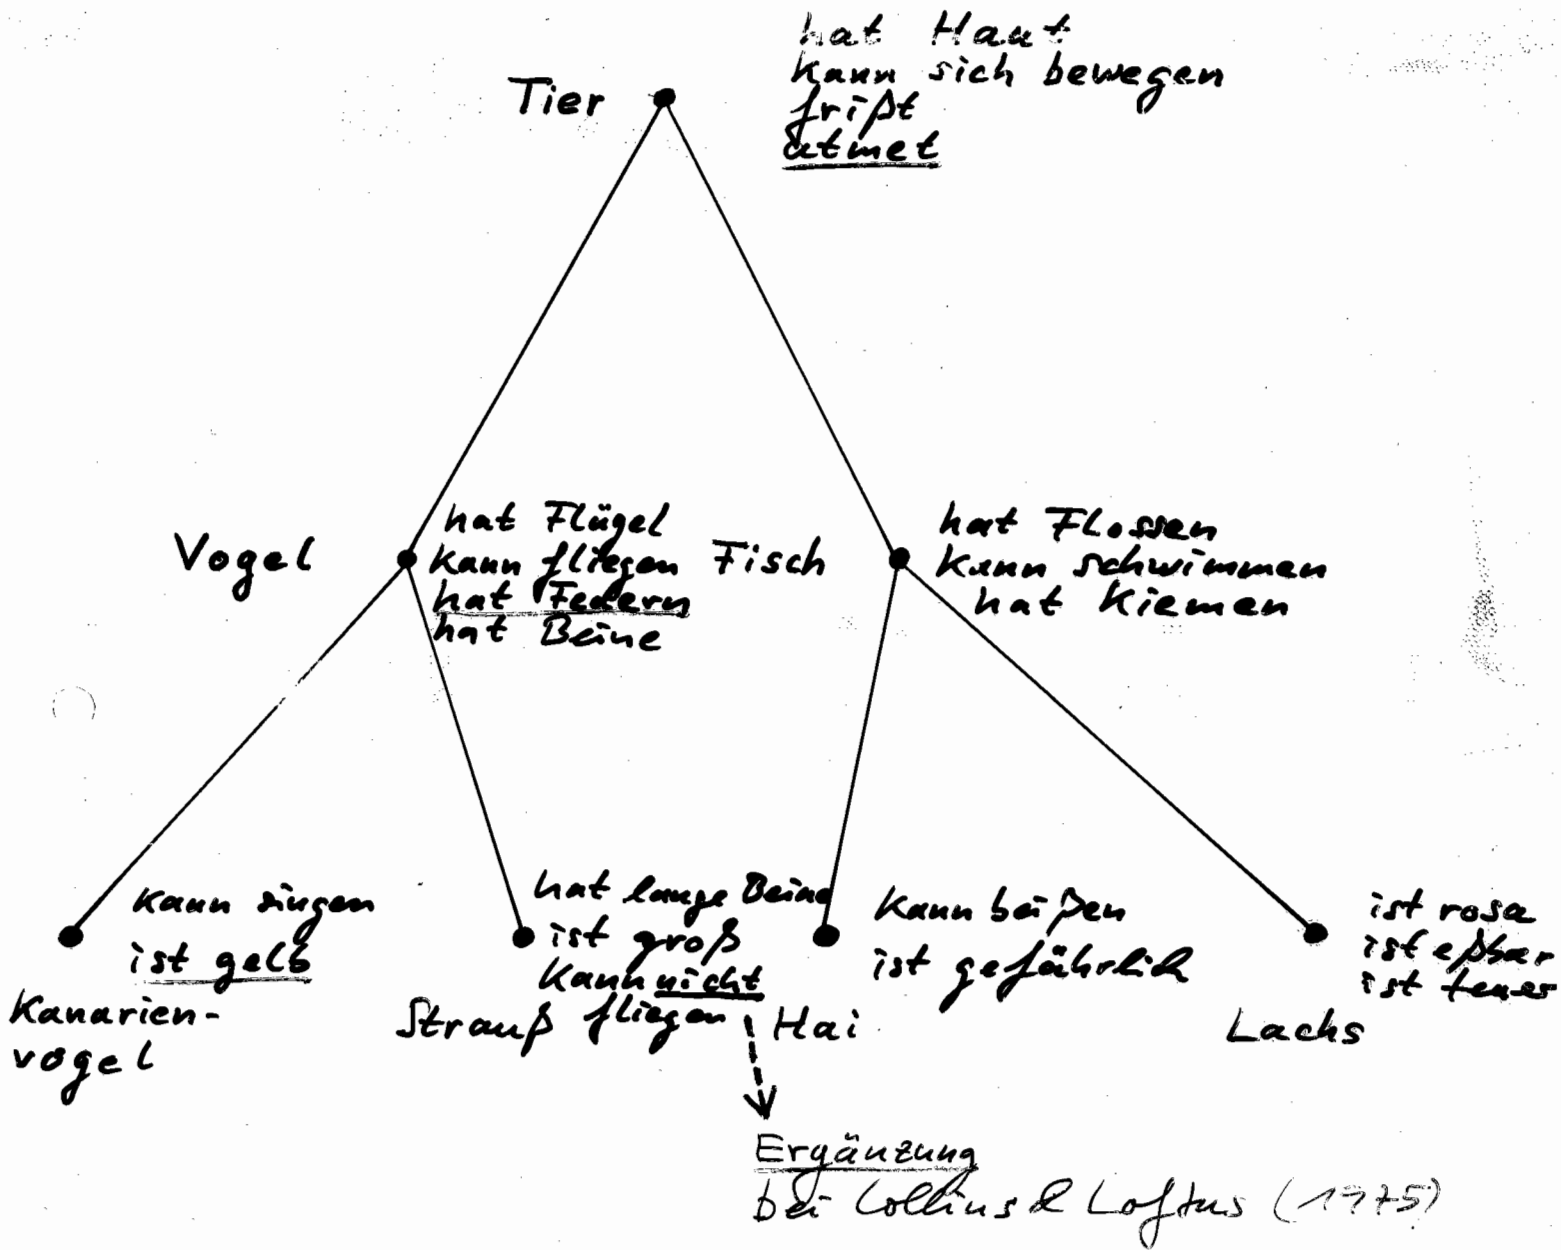 Tier
hat Haut
kann sich bewegen
frißt
atmet
Vogel
hat Flügel
kann fliegen
hat Federn
hat Beine
Fisch
hat Flossen
kann schwimmen
hat Kiemen
kann singen
ist gelb
Kanarien-
vogel
hat lange Beine
ist groß
kann nicht
fliegen
Strauß
kann beißen
ist gefährlich
Hai
ist rosa
ist eßbar
ist teuer
Lachs
Ergänzung
bei Collins & Loftus (1975)